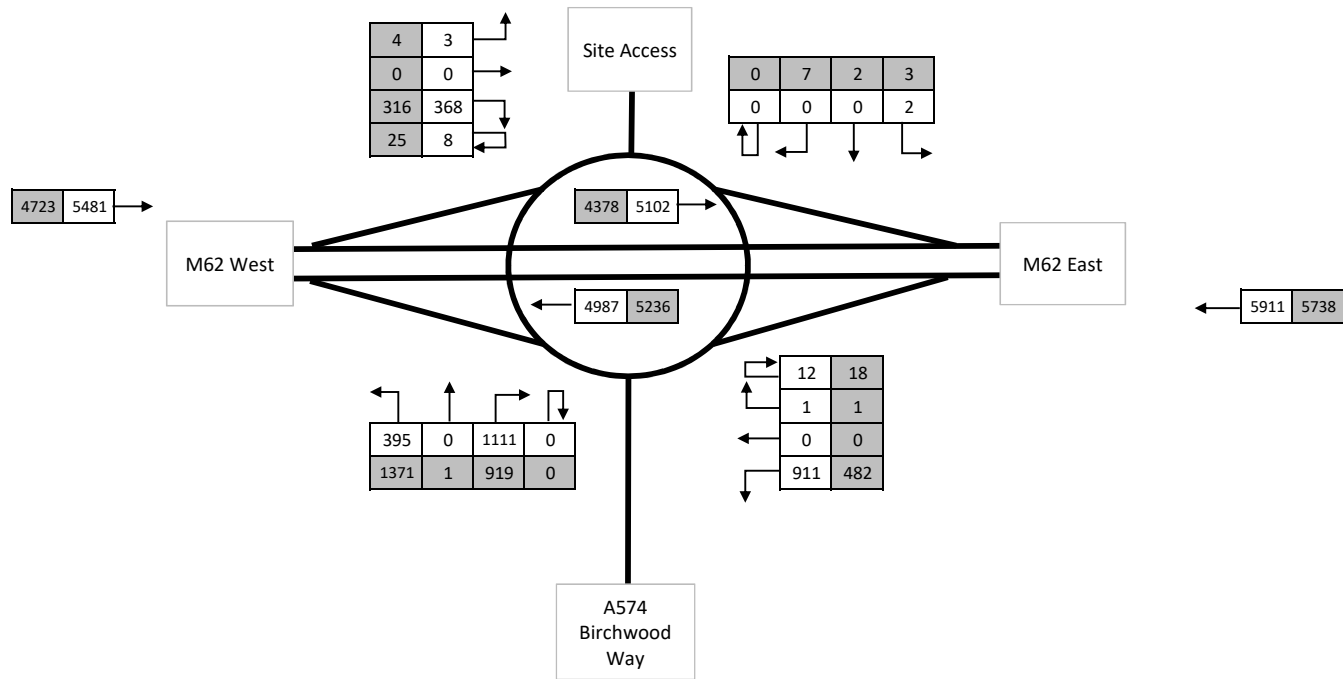 4 3
0 0
316 368
25 8
Site Access
0 7 2 3
0 0 0 2
4723 5481
4378 5102
M62 West
M62 East
4987 5236
5911 5738
12 18
1 1
0 0
911 482
395 0 1111 0
1371 1 919 0
A574
Birchwood
Way